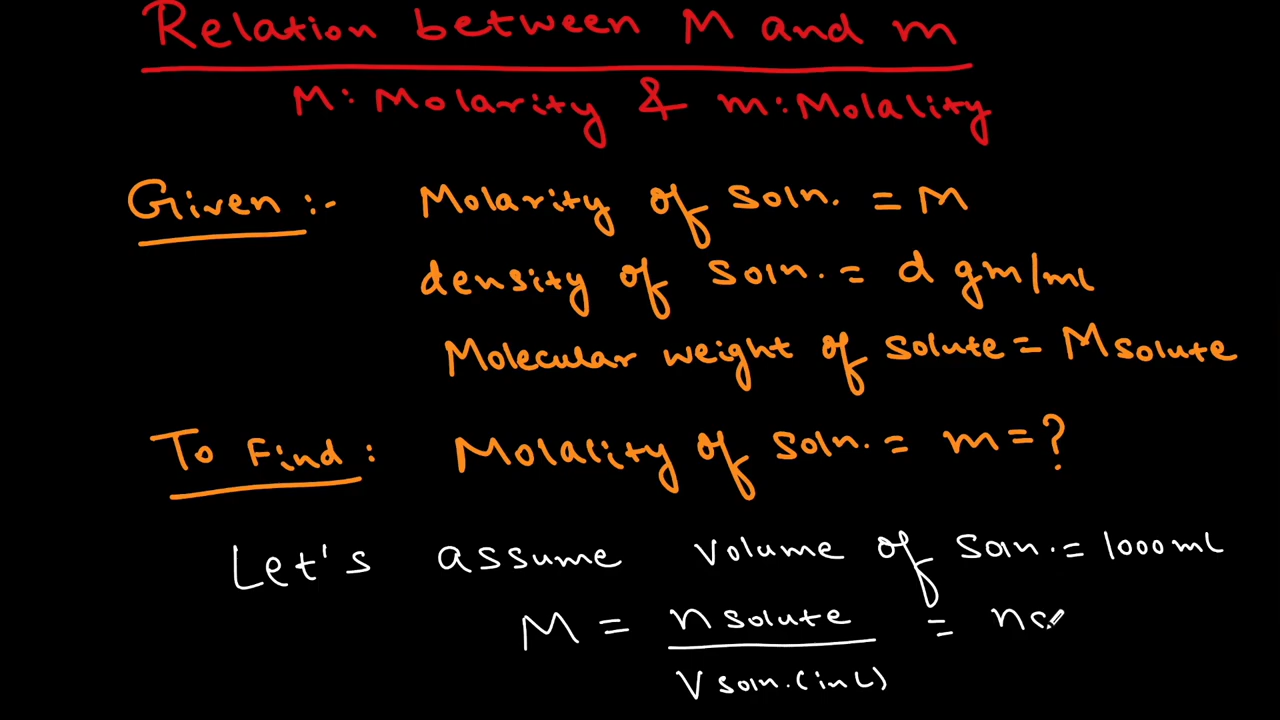 Relation between M and m
M: Molarity & m: Molality
Given :- Molarity of soln. = M
density of soln. = d gm/ml
Molecular weight of solute = Msolute
To Find : Molality of soln. = m = ?
Let's assume volume of soln. = 1000 mL
M = nsolute / Vsoln. (in L) = ns